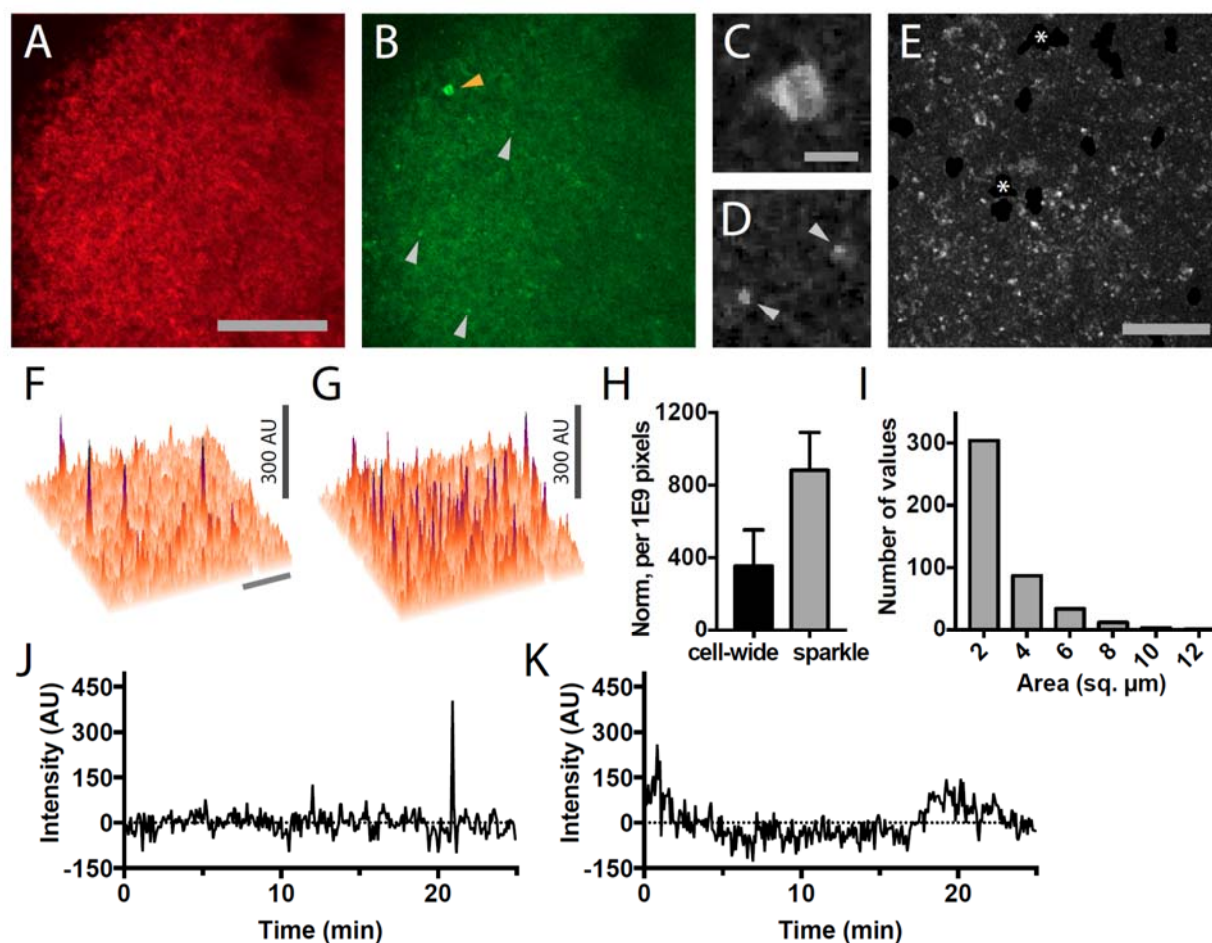 A
B
C
D
E
*
*
F
300 AU
G
300 AU
H
Norm, per 1E9 pixels
1200
800
400
0
cell-wide sparkle
I
Number of values
300
200
100
0
2 4 6 8 10 12
Area (sq. μm)
J
Intensity (AU)
450
300
150
0
-150
0 10 20
Time (min)
K
Intensity (AU)
450
300
150
0
-150
0 10 20
Time (min)